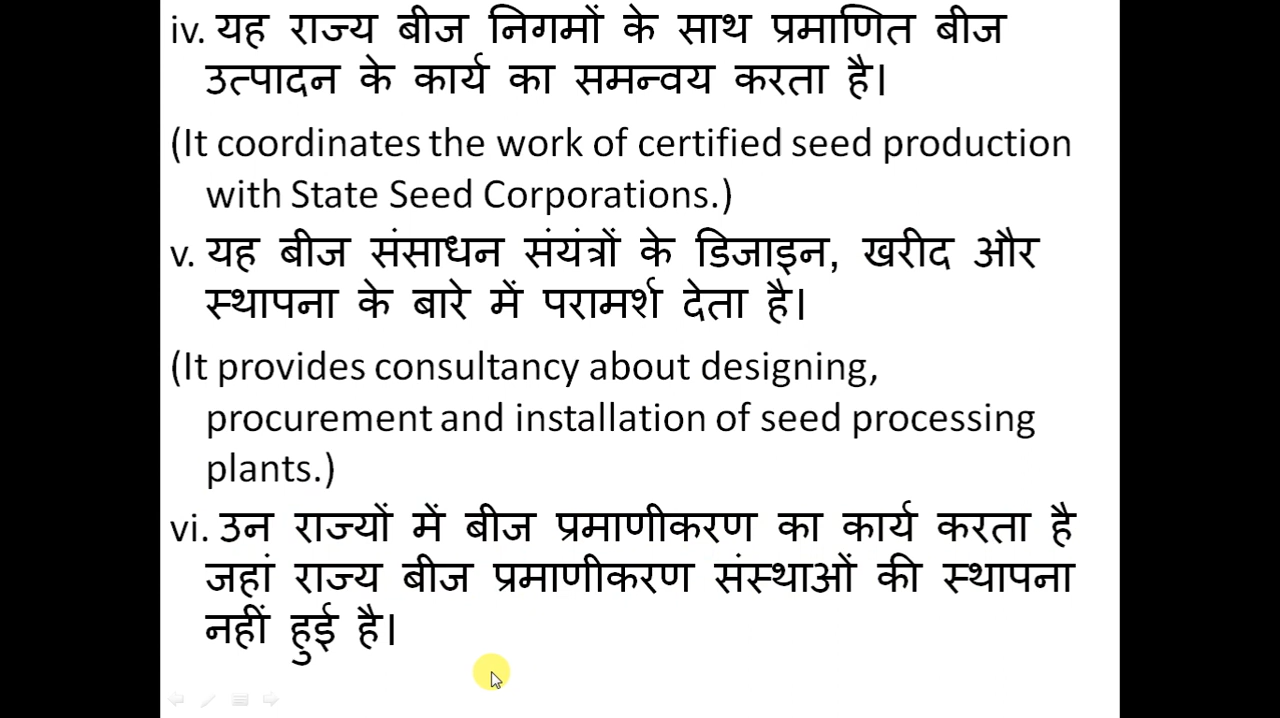 iv. यह राज्य बीज निगमों के साथ प्रमाणित बीज
उत्पादन के कार्य का समन्वय करता है।
(It coordinates the work of certified seed production
with State Seed Corporations.)
v. यह बीज संसाधन संयंत्रों के डिजाइन, खरीद और
स्थापना के बारे में परामर्श देता है।
(It provides consultancy about designing,
procurement and installation of seed processing
plants.)
vi. उन राज्यों में बीज प्रमाणीकरण का कार्य करता है
जहां राज्य बीज प्रमाणीकरण संस्थाओं की स्थापना
नहीं हुई है।